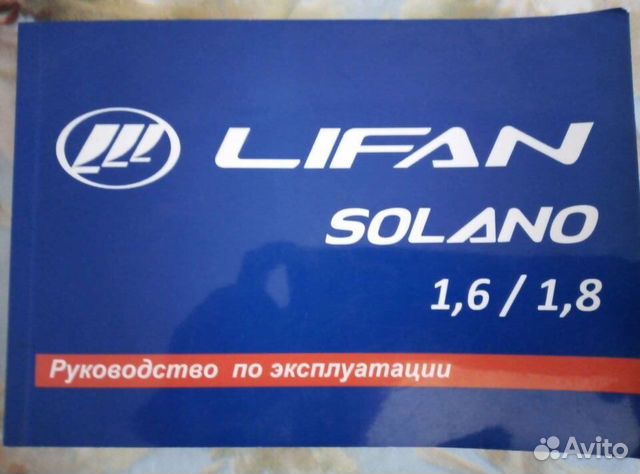 LIFAN
SOLANO
1,6 / 1,8
Руководство по эксплуатации
Avito